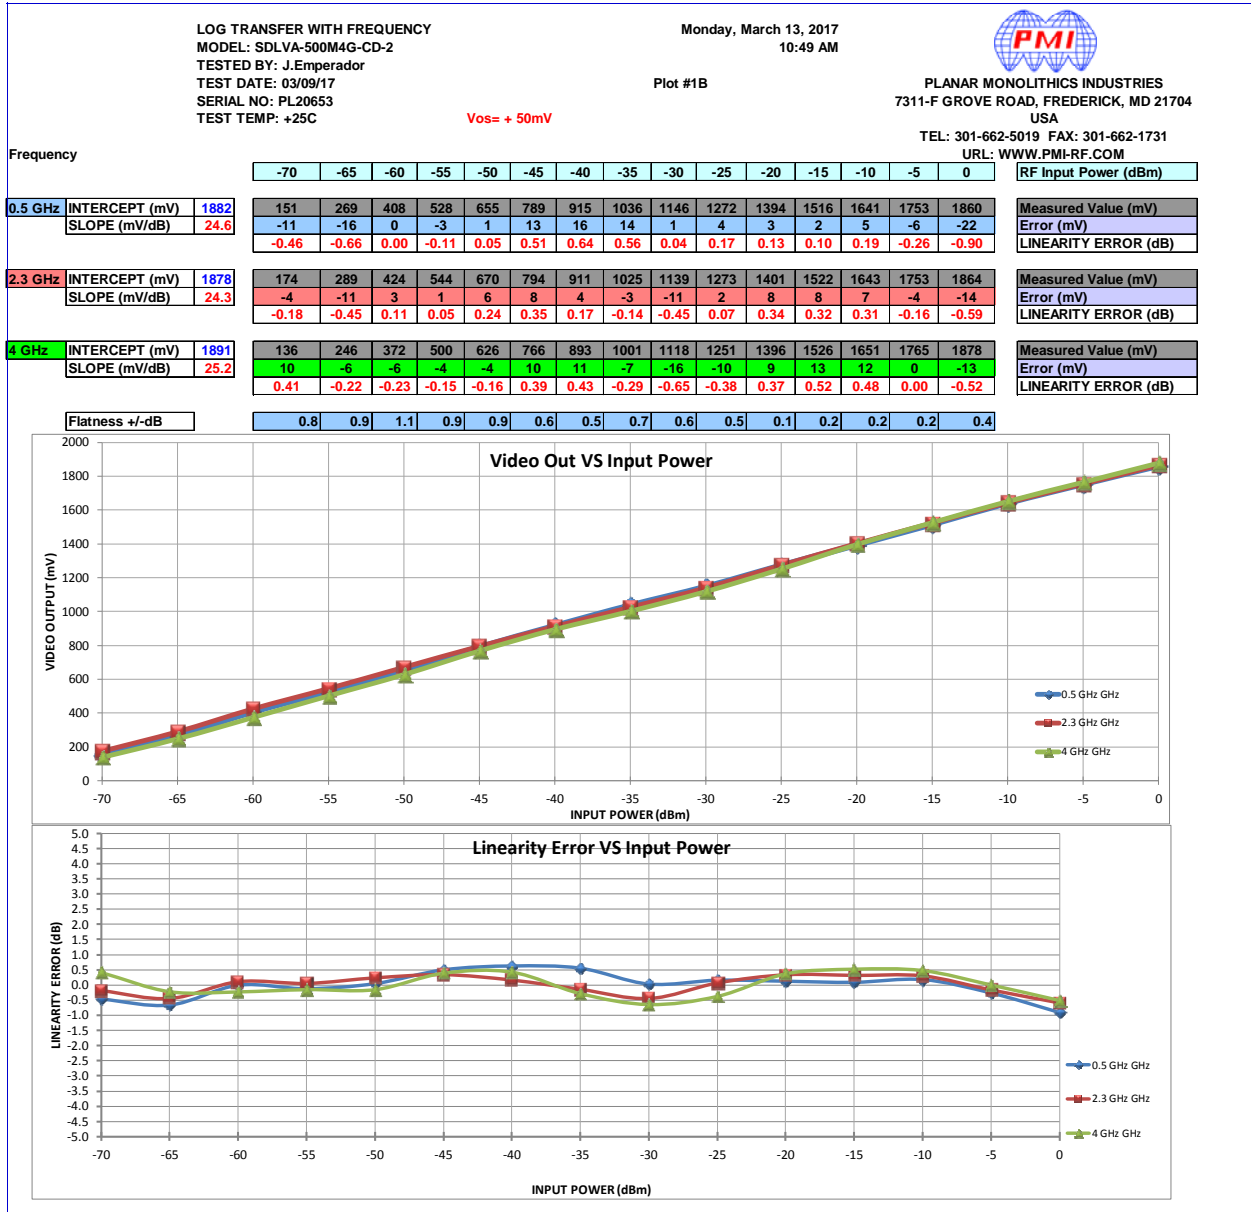 LOG TRANSFER WITH FREQUENCY
MODEL: SDLVA-500M4G-CD-2
TESTED BY: J.Emperador
TEST DATE: 03/09/17
SERIAL NO: PL20653
TEST TEMP: +25C
Vos= + 50mV
Monday, March 13, 2017
10:49 AM
Plot #1B
PMI
PLANAR MONOLITHICS INDUSTRIES
7311-F GROVE ROAD, FREDERICK, MD 21704
USA
TEL: 301-662-5019 FAX: 301-662-1731
URL: WWW.PMI-RF.COM
Frequency
-70 -65 -60 -55 -50 -45 -40 -35 -30 -25 -20 -15 -10 -5 0 RF Input Power (dBm)
0.5 GHz INTERCEPT (mV) 1882 151 269 408 528 655 789 915 1036 1146 1272 1394 1516 1641 1753 1860 Measured Value (mV)
SLOPE (mV/dB) 24.6 -11 -16 0 -3 1 13 16 14 1 4 3 2 5 -6 -22 Error (mV)
-0.46 -0.66 0.00 -0.11 0.05 0.51 0.64 0.56 0.04 0.17 0.13 0.10 0.19 -0.26 -0.90 LINEARITY ERROR (dB)
2.3 GHz INTERCEPT (mV) 1878 174 289 424 544 670 794 911 1025 1139 1273 1401 1522 1643 1753 1864 Measured Value (mV)
SLOPE (mV/dB) 24.3 -4 -11 3 1 6 8 4 -3 -11 2 8 8 7 -4 -14 Error (mV)
-0.18 -0.45 0.11 0.05 0.24 0.35 0.17 -0.14 -0.45 0.07 0.34 0.32 0.31 -0.16 -0.59 LINEARITY ERROR (dB)
4 GHz INTERCEPT (mV) 1891 136 246 372 500 626 766 893 1001 1118 1251 1396 1526 1651 1765 1878 Measured Value (mV)
SLOPE (mV/dB) 25.2 10 -6 -6 -4 -4 10 11 -7 -16 -10 9 13 12 0 -13 Error (mV)
0.41 -0.22 -0.23 -0.15 -0.16 0.39 0.43 -0.29 -0.65 -0.38 0.37 0.52 0.48 0.00 -0.52 LINEARITY ERROR (dB)
Flatness +/-dB 0.8 0.9 1.1 0.9 0.9 0.6 0.5 0.7 0.6 0.5 0.1 0.2 0.2 0.2 0.4
Video Out VS Input Power
VIDEO OUTPUT (mV)
2000
1800
1600
1400
1200
1000
800
600
400
200
0
0.5 GHz GHz
2.3 GHz GHz
4 GHz GHz
-70 -65 -60 -55 -50 -45 -40 -35 -30 -25 -20 -15 -10 -5 0
INPUT POWER (dBm)
Linearity Error VS Input Power
LINEARITY ERROR (dB)
5.0
4.5
4.0
3.5
3.0
2.5
2.0
1.5
1.0
0.5
0.0
-0.5
-1.0
-1.5
-2.0
-2.5
-3.0
-3.5
-4.0
-4.5
-5.0
0.5 GHz GHz
2.3 GHz GHz
4 GHz GHz
-70 -65 -60 -55 -50 -45 -40 -35 -30 -25 -20 -15 -10 -5 0
INPUT POWER (dBm)